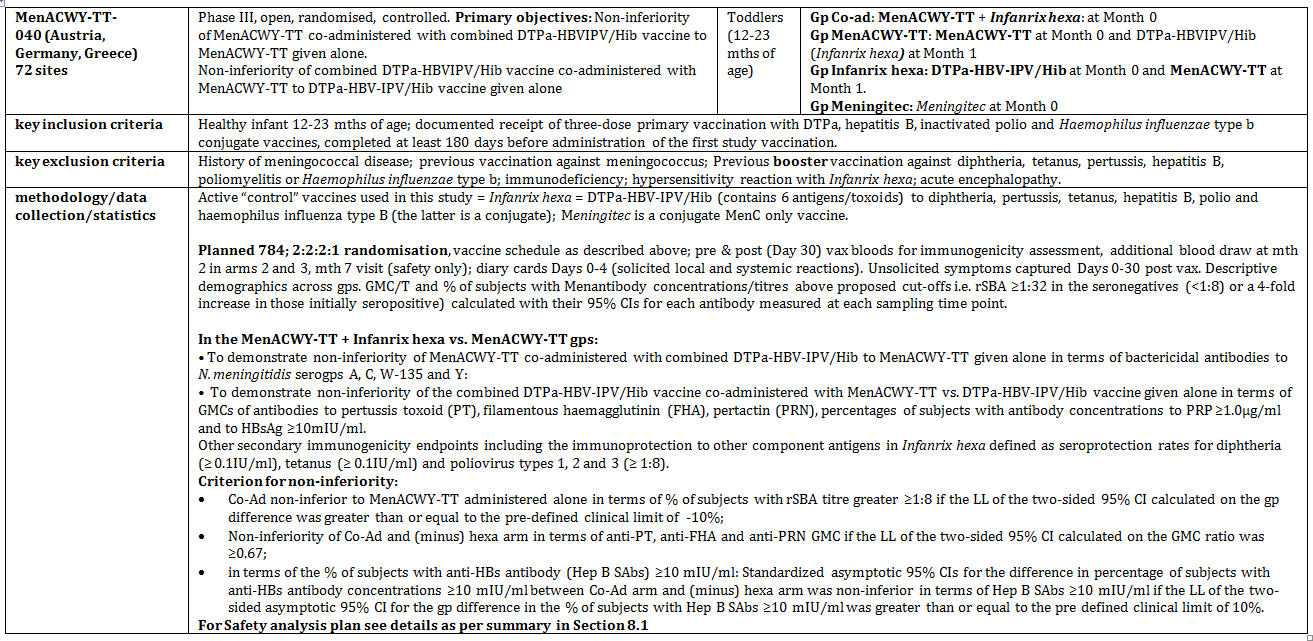 MenACWY-TT-
040 (Austria,
Germany, Greece)
72 sites
Phase III, open, randomised, controlled. Primary objectives: Non-inferiority
of MenACWY-TT co-administered with combined DTPa-HBVIPV/Hib vaccine to
MenACWY-TT given alone.
Non-inferiority of combined DTPa-HBVIPV/Hib vaccine co-administered with
MenACWY-TT to DTPa-HBV-IPV/Hib vaccine given alone
Toddlers
(12-23
mths of
age)
Gp Co-ad: MenACWY-TT + Infanrix hexa: at Month 0
Gp MenACWY-TT: MenACWY-TT at Month 0 and DTPa-HBV/IPV/Hib
(Infanrix hexa) at Month 1
Gp Infanrix hexa: DTPa-HBV-IPV/Hib at Month 0 and MenACWY-TT at
Month 1.
Gp Meningitec: Meningitec at Month 0
key inclusion criteria
Healthy infant 12-23 mths of age; documented receipt of three-dose primary vaccination with DTPa, hepatitis B, inactivated polio and Haemophilus influenzae type b
conjugate vaccines, completed at least 180 days before administration of the first study vaccination.
key exclusion criteria
History of meningococcal disease; previous vaccination against meningococcus; Previous booster vaccination against diphtheria, tetanus, pertussis, hepatitis B,
poliomyelitis or Haemophilus influenzae type b; immunodeficiency; hypersensitivity reaction with Infanrix hexa; acute encephalopathy.
methodology/data
collection/statistics
Active "control" vaccines used in this study = Infanrix hexa = DTPa-HBV-IPV/Hib (contains 6 antigens/toxoids) to diphtheria, pertussis, tetanus, hepatitis B, polio and
haemophilus influenza type B (the latter is a conjugate); Meningitec is a conjugate MenC only vaccine.
Planned 784; 2:2:2:1 randomisation, vaccine schedule as described above; pre & post (Day 30) vax bloods for immunogenicity assessment, additional blood draw at mth
2 in arms 2 and 3, mth 7 visit (safety only); diary cards Days 0-4 (solicited local and systemic reactions). Unsolicited symptoms captured Days 0-30 post vax. Descriptive
demographics across gps. GMC/T and % of subjects with Menantibody concentrations/titres above proposed cut-offs i.e. rSBA ≥1:32 in the seronegatives (<1:8) or a 4-fold
increase in those initially seropositive) calculated with their 95% CIs for each antibody measured at each sampling time point.
In the MenACWY-TT + Infanrix hexa vs. MenACWY-TT gps:
• To demonstrate non-inferiority of MenACWY-TT co-administered with combined DTPa-HBV-IPV/Hib to MenACWY-TT given alone in terms of bactericidal antibodies to
N. meningitidis serogps A, C, W-135 and Y:
• To demonstrate non-inferiority of the combined DTPa-HBV-IPV/Hib vaccine co-administered with MenACWY-TT vs. DTPa-HBV-IPV/Hib vaccine given alone in terms of
GMCs of antibodies to pertussis toxoid (PT), filamentous haemagglutinin (FHA), pertactin (PRN), percentages of subjects with antibody concentrations to PRP ≥1.0µg/ml
and to HBsAg ≥10mIU/ml.
Other secondary immunogenicity endpoints including the immunoprotection to other component antigens in Infanrix hexa defined as seroprotection rates for diphtheria
(≥ 0.1IU/ml), tetanus (≥ 0.1IU/ml) and poliovirus types 1, 2 and 3 (≥ 1:8).
Criterion for non-inferiority:
• Co-Ad non-inferior to MenACWY-TT administered alone in terms of % of subjects with rSBA titre greater ≥1:8 if the LL of the two-sided 95% CI calculated on the gp
difference was greater than or equal to the pre-defined clinical limit of -10%;
• Non-inferiority of Co-Ad and (minus) hexa arm in terms of anti-PT, anti-FHA and anti-PRN GMC if the LL of the two-sided 95% CI calculated on the GMC ratio was
≥0.67;
• in terms of the % of subjects with anti-HBs antibody (Hep B SAbs) ≥10 mIU/ml: Standardized asymptotic 95% CIs for the difference in percentage of subjects with
anti-HBs antibody concentrations ≥10 mIU/ml between Co-Ad arm and (minus) hexa arm was non-inferior in terms of Hep B SAbs ≥10 mIU/ml if the LL of the two-
sided asymptotic 95% CI for the gp difference in the % of subjects with Hep B SAbs ≥10 mIU/ml was greater than or equal to the pre defined clinical limit of 10%.
For Safety analysis plan see details as per summary in Section 8.1